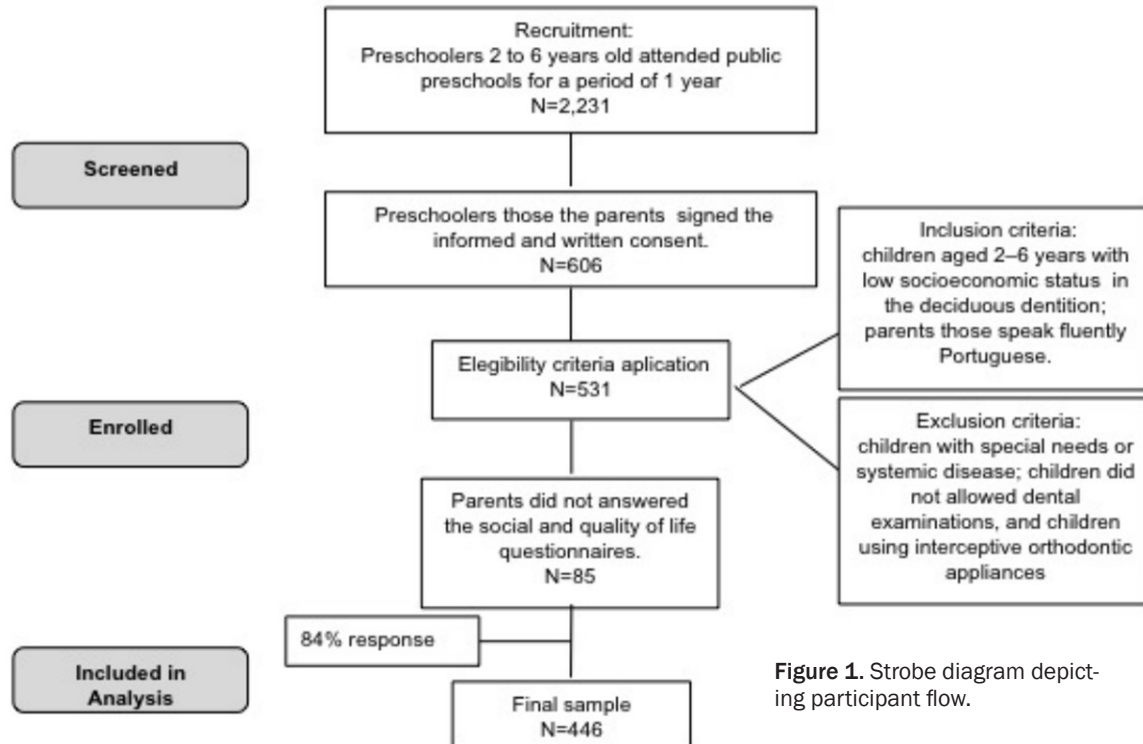 Recruitment:
Preschoolers 2 to 6 years old attended public
preschools for a period of 1 year
N=2,231
Screened
Preschoolers those the parents signed the
informed and written consent.
N=606
Inclusion criteria:
children aged 2–6 years with
low socioeconomic status in
the deciduous dentition;
parents those speak fluently
Portuguese.
Elegibility criteria aplication
N=531
Enrolled
Exclusion criteria:
children with special needs or
systemic disease; children did
not allowed dental
examinations, and children
using interceptive orthodontic
appliances
Parents did not answered
the social and quality of life
questionnaires.
N=85
84% response
Included in
Analysis
Final sample
N=446
Figure 1. Strobe diagram depict-
ing participant flow.